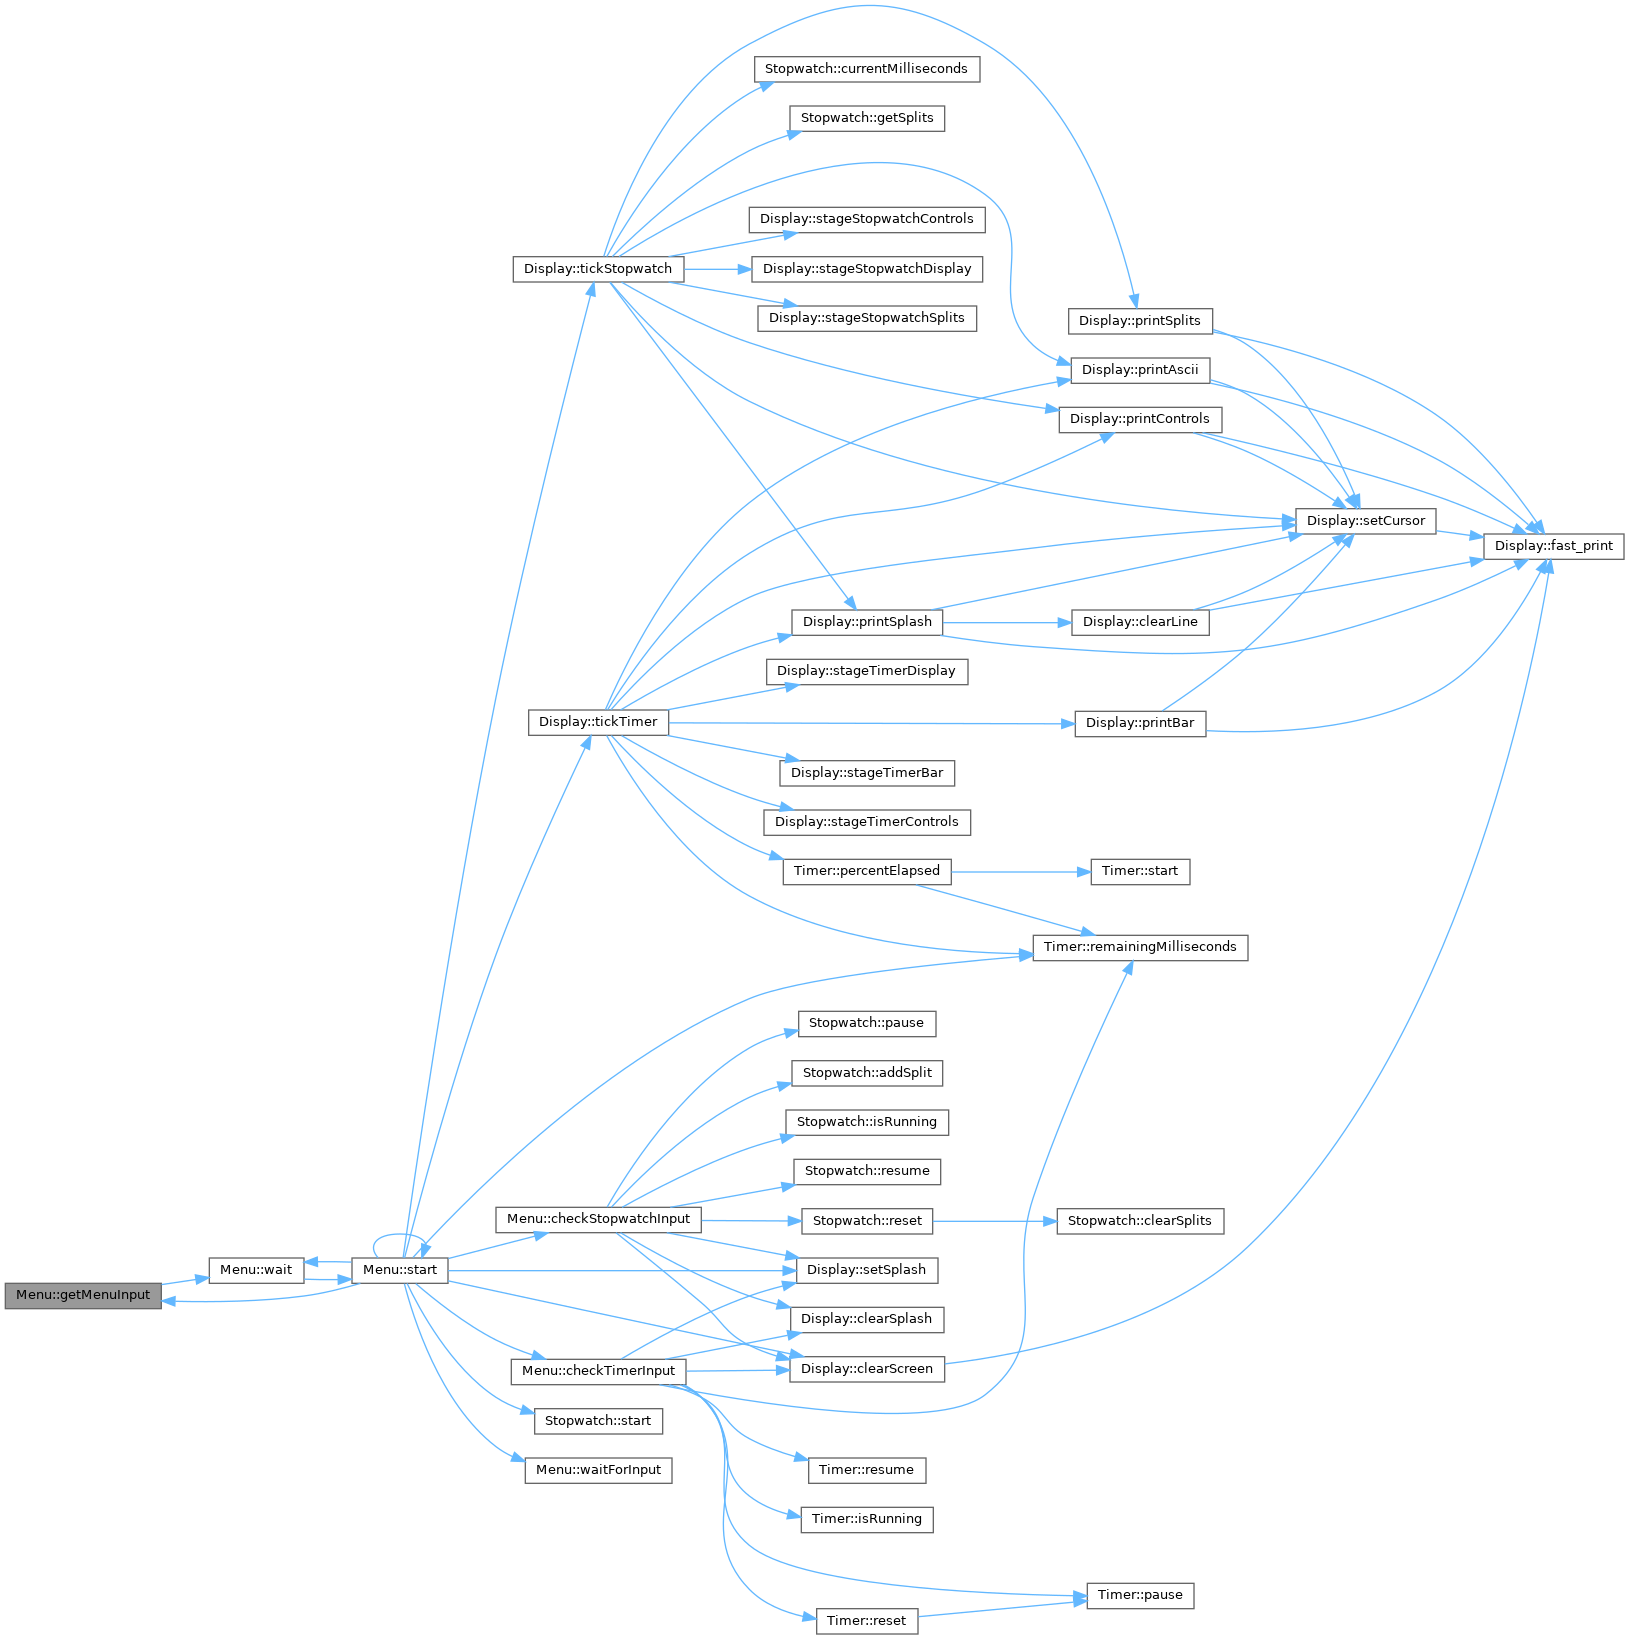 Stopwatch::currentMilliseconds
Stopwatch::getSplits
Display::stageStopwatchControls
Display::tickStopwatch
Display::stageStopwatchDisplay
Display::stageStopwatchSplits
Display::printSplits
Display::printAscii
Display::printControls
Display::setCursor
Display::fast_print
Display::printSplash
Display::clearLine
Display::stageTimerDisplay
Display::tickTimer
Display::printBar
Display::stageTimerBar
Display::stageTimerControls
Timer::percentElapsed
Timer::start
Timer::remainingMilliseconds
Stopwatch::pause
Stopwatch::addSplit
Stopwatch::isRunning
Stopwatch::resume
Menu::checkStopwatchInput
Stopwatch::reset
Stopwatch::clearSplits
Menu::wait
Menu::start
Display::setSplash
Menu::getMenuInput
Display::clearSplash
Menu::checkTimerInput
Display::clearScreen
Stopwatch::start
Menu::waitForInput
Timer::resume
Timer::isRunning
Timer::pause
Timer::reset